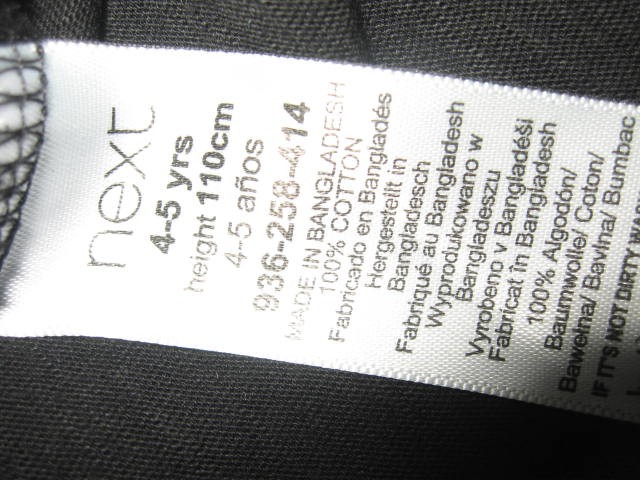 next
4-5 yrs
height 110cm
4-5 años
936-258-414
MADE IN BANGLADESH
100% COTTON
Fabricado en Bangladés
Hergestellt in
Bangladesch
Fabriqué au Bangladesh
Wyprodukowano w
Bangladeszu
Vyrobeno v Bangladéši
Fabricat în Bangladesh
100% Algodón/
Baumwolle/ Coton/
Bawełna/ Bavlna/ Bumbac
IF IT'S NOT DIRTY